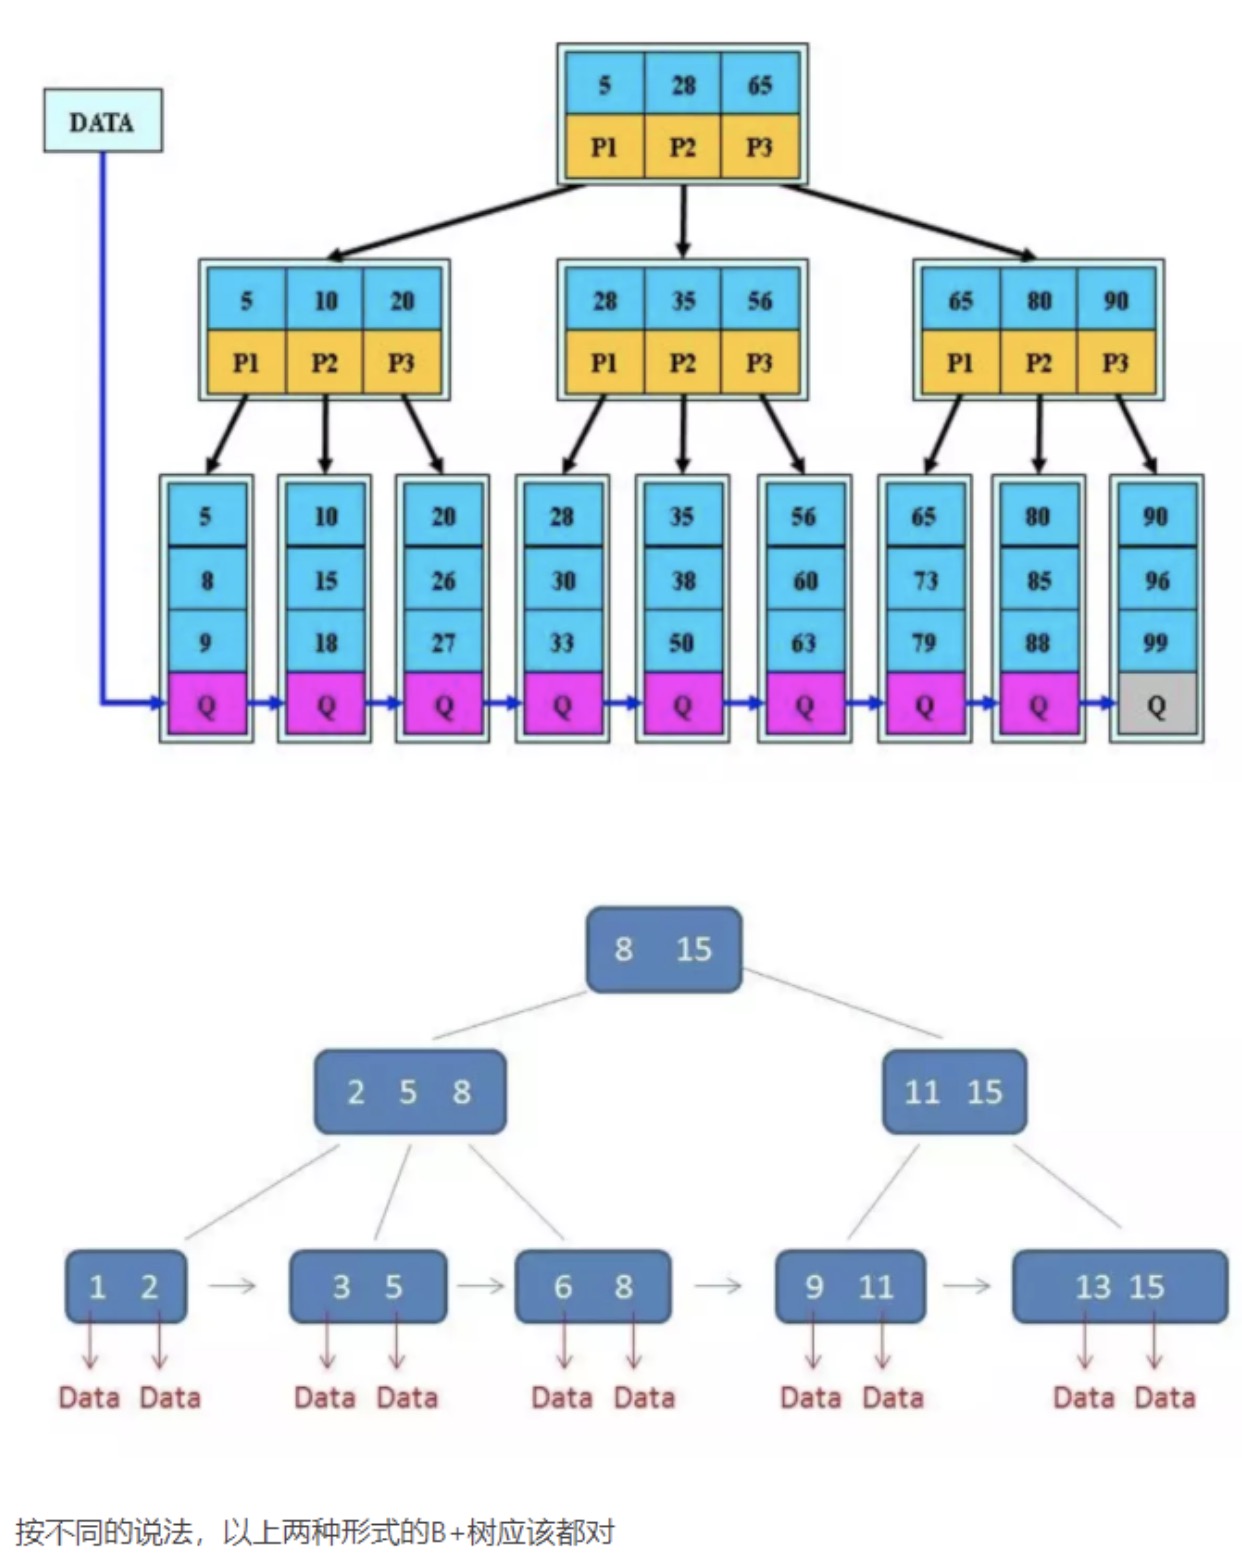 5 28 65
DATA
P1 P2 P3
5 10 20
28 35 56
65 80 90
P1 P2 P3
P1 P2 P3
P1 P2 P3
5 10 20 28 35 56 65 80 90
8 15 26 30 38 60 73 85 96
9 18 27 33 50 63 79 88 99
Q Q Q Q Q Q Q Q Q
8 15
2 5 8
11 15
1 2
3 5
6 8
9 11
13 15
Data Data Data Data Data Data Data Data Data Data
按不同的说法，以上两种形式的B+树应该都对